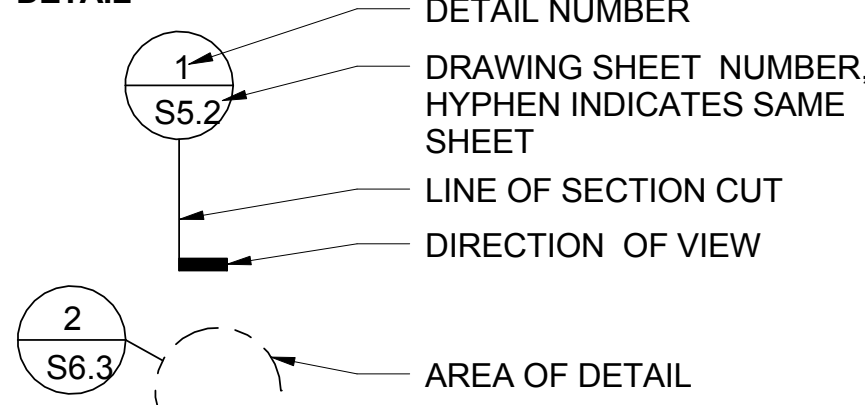 DETAIL
DETAIL NUMBER
1
S5.2
DRAWING SHEET  NUMBER,
HYPHEN INDICATES SAME
SHEET
LINE OF SECTION CUT
DIRECTION  OF VIEW
2
S6.3
AREA OF DETAIL